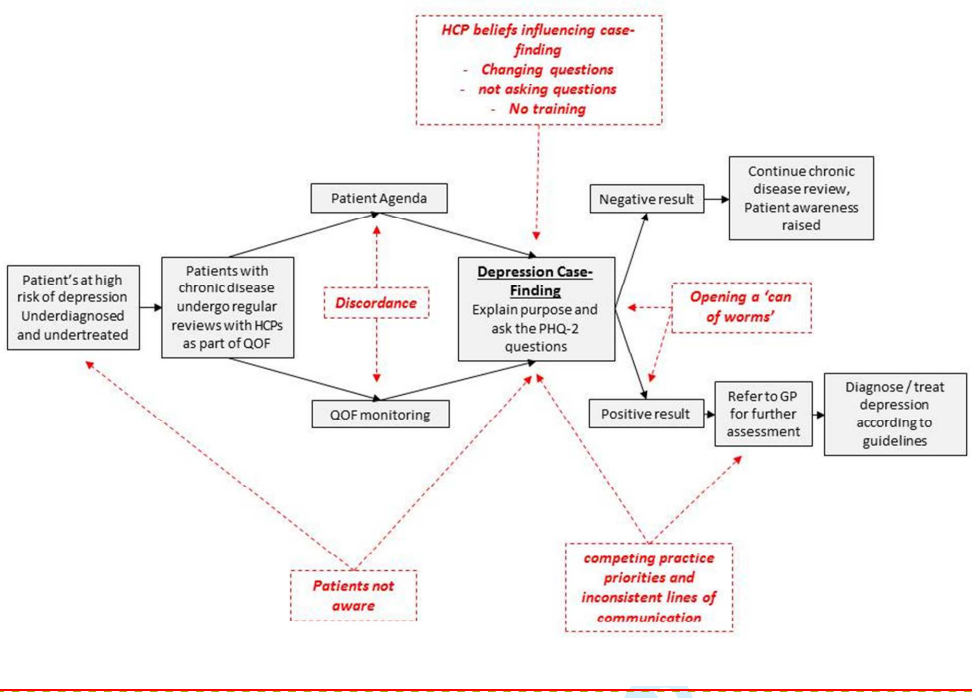 HCP beliefs influencing case-
finding
- Changing questions
- not asking questions
- No training
Patient Agenda
Negative result
Continue chronic
disease review,
Patient awareness
raised
Patient's at high
risk of depression
Underdiagnosed
and undertreated
Patients with
chronic disease
undergo regular
reviews with HCPs
as part of QOF
Discordance
Depression Case-
Finding
Explain purpose and
ask the PHQ-2
questions
Opening a 'can
of worms'
QOF monitoring
Positive result
Refer to GP
for further
assessment
Diagnose / treat
depression
according to
guidelines
Patients not
aware
competing practice
priorities and
inconsistent lines of
communication